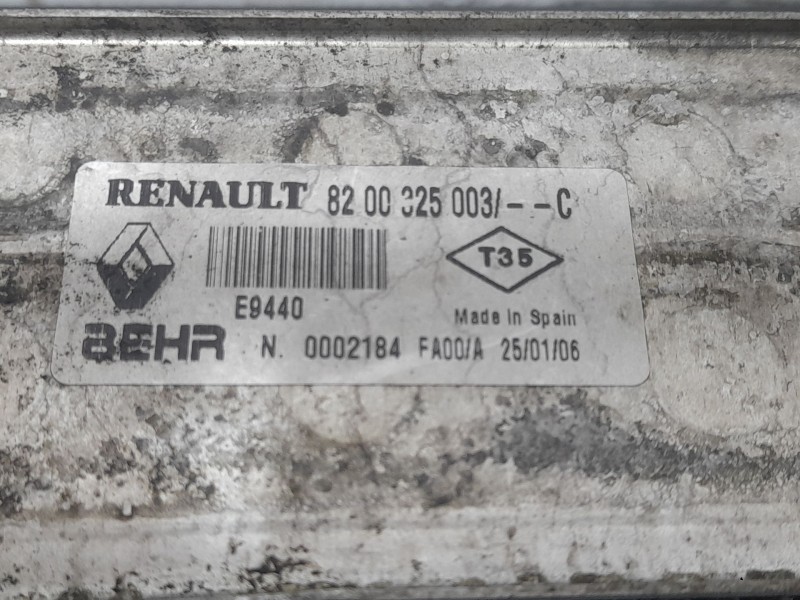 RENAULT 82 00 325 003/--C
T35
E9440
Made in Spain
BEHR N. 0002184 FA00/A 25/01/06